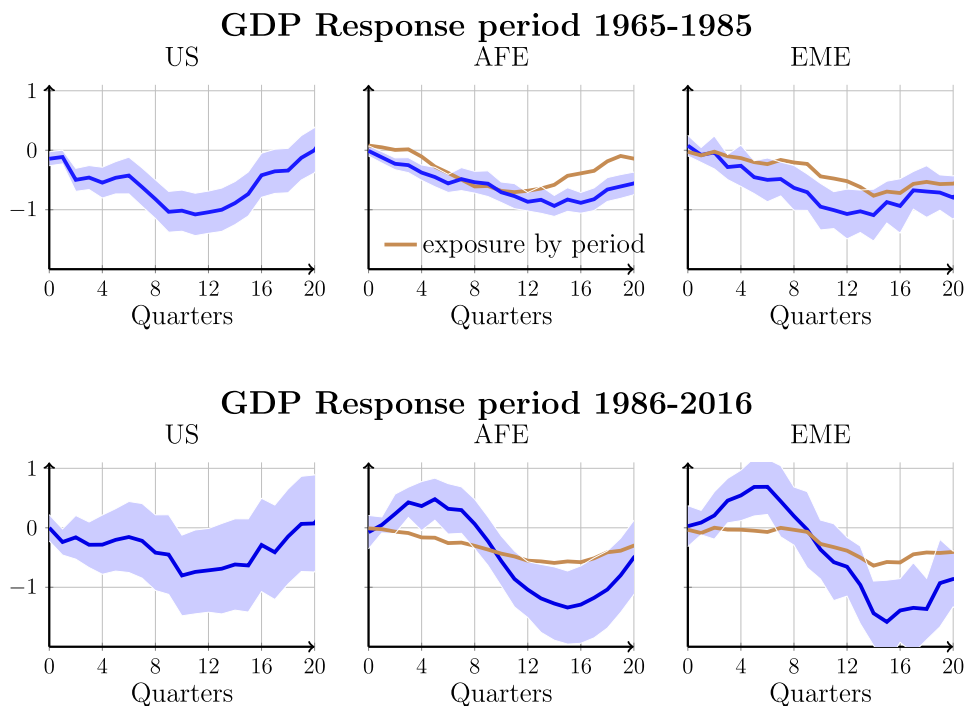 GDP Response period 1965-1985
US AFE EME
1
0
−1
exposure by period
0 4 8 12 16 20 0 4 8 12 16 20 0 4 8 12 16 20
Quarters Quarters Quarters
GDP Response period 1986-2016
US AFE EME
1
0
−1
0 4 8 12 16 20 0 4 8 12 16 20 0 4 8 12 16 20
Quarters Quarters Quarters